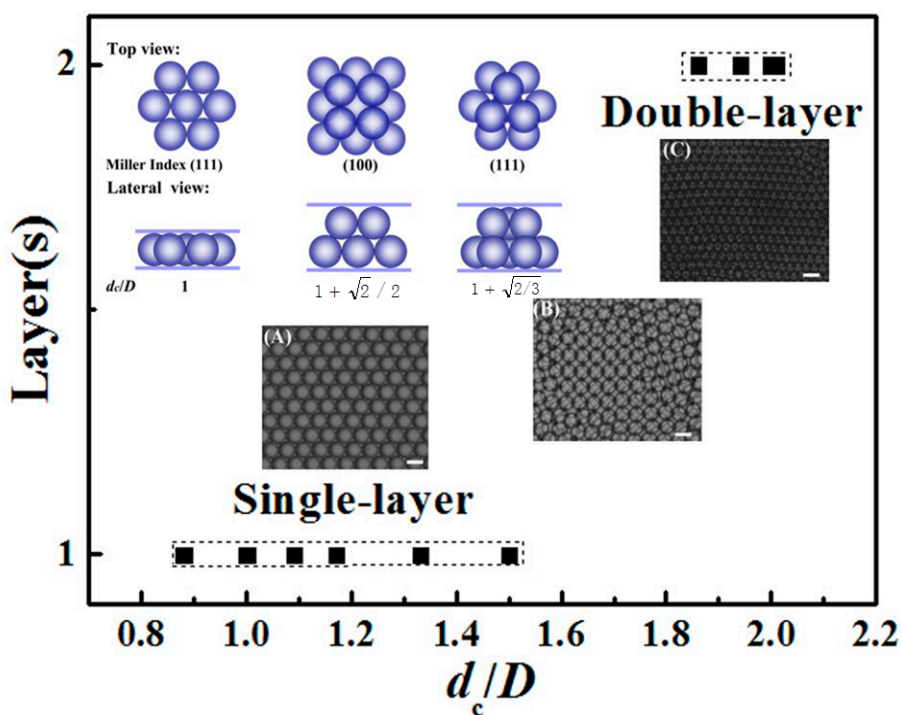 Top view:
Miller Index (111)
(100)
(111)
Lateral view:
d_c/D
1
1 + √2 / 2
1 + √2/3
Double-layer
(C)
(B)
(A)
Single-layer
Layer(s)
2
1
0.8 1.0 1.2 1.4 1.6 1.8 2.0 2.2
d_c/D